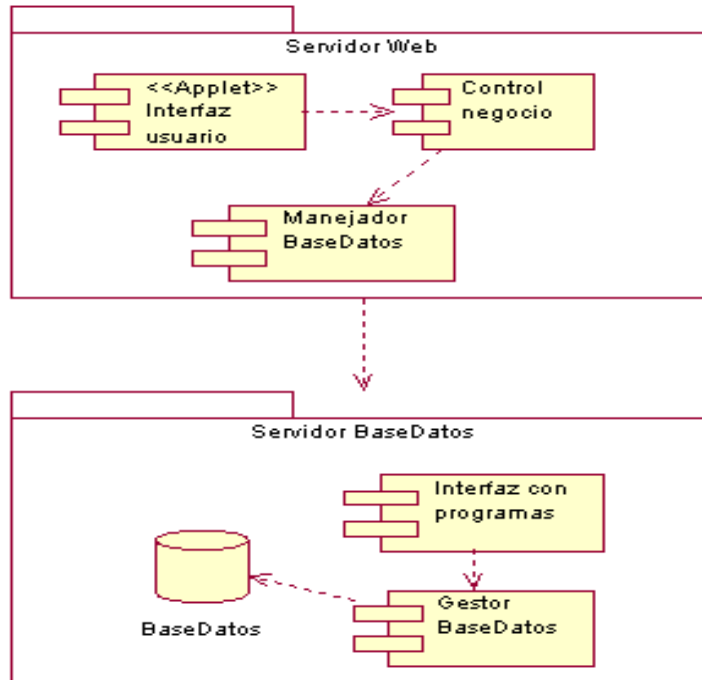 Servidor Web
<<Applet>>
Interfaz
usuario
Control
negocio
Manejador
BaseDatos
Servidor BaseDatos
Interfaz con
programas
Gestor
BaseDatos
BaseDatos